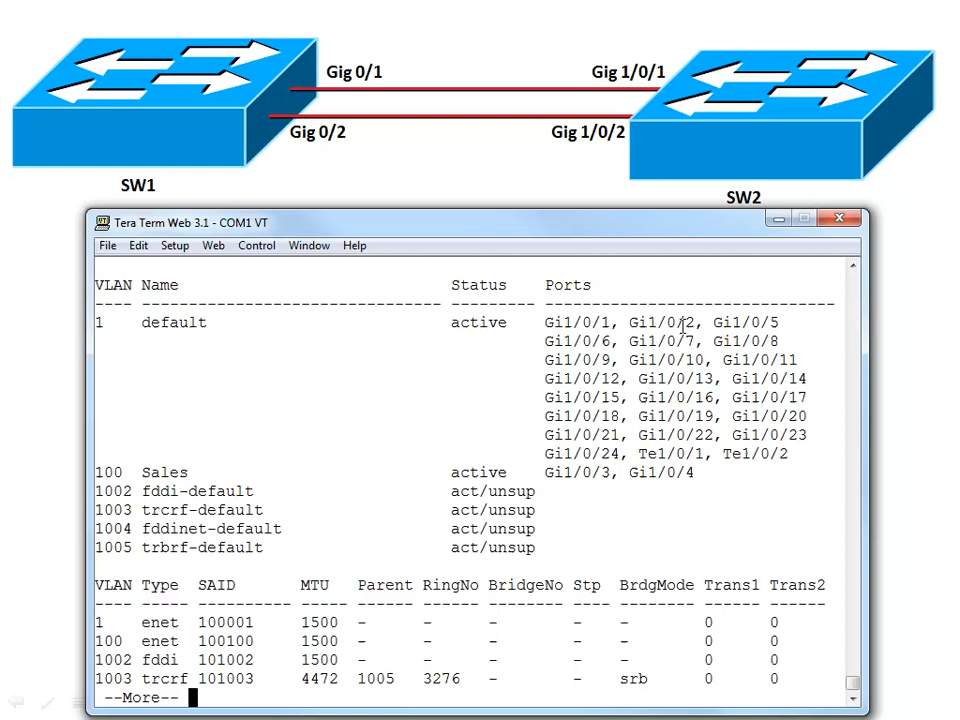 Gig 0/1
Gig 1/0/1
Gig 0/2
Gig 1/0/2
SW1
SW2
Tera Term Web 3.1 - COM1 VT
File Edit Setup Web Control Window Help
VLAN Name Status Ports
---- -------------------------------- --------- -------------------------------
1 default active Gi1/0/1, Gi1/0/2, Gi1/0/5
Gi1/0/6, Gi1/0/7, Gi1/0/8
Gi1/0/9, Gi1/0/10, Gi1/0/11
Gi1/0/12, Gi1/0/13, Gi1/0/14
Gi1/0/15, Gi1/0/16, Gi1/0/17
Gi1/0/18, Gi1/0/19, Gi1/0/20
Gi1/0/21, Gi1/0/22, Gi1/0/23
Gi1/0/24, Te1/0/1, Te1/0/2
100 Sales active Gi1/0/3, Gi1/0/4
1002 fddi-default act/unsup
1003 trcrf-default act/unsup
1004 fddinet-default act/unsup
1005 trbrf-default act/unsup
VLAN Type SAID MTU Parent RingNo BridgeNo Stp BrdgMode Trans1 Trans2
---- ----- ---------- ----- ------ ------ -------- ---- -------- ------ ------
1 enet 100001 1500 - - - - - 0 0
100 enet 100100 1500 - - - - - 0 0
1002 fddi 101002 1500 - - - - - 0 0
1003 trcrf 101003 4472 1005 3276 - - srb 0 0
--More--